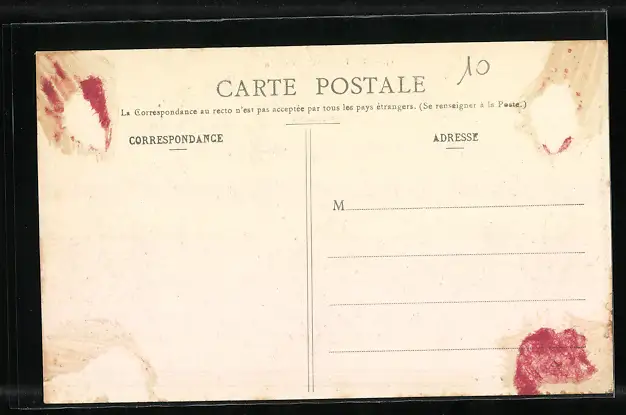 10
CARTE POSTALE
La Correspondance au recto n'est pas acceptée par tous les pays étrangers. (Se renseigner à la Poste.)
CORRESPONDANCE
ADRESSE
M